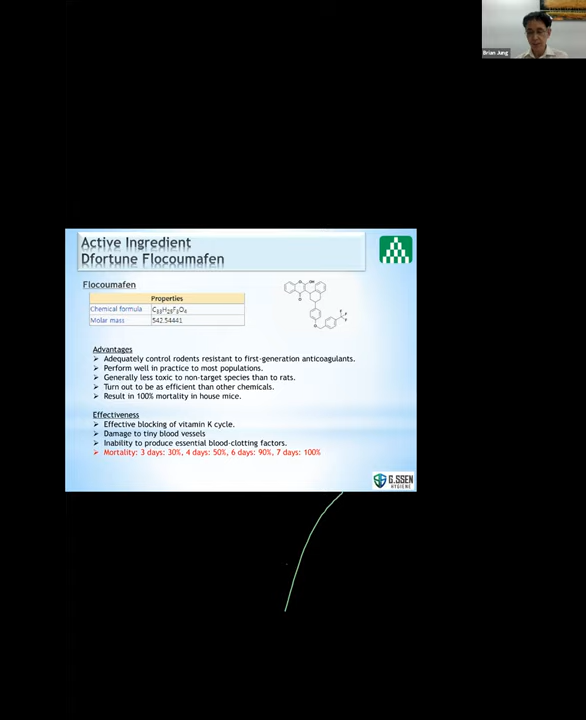 Brian Jung
Active Ingredient
Dfortune Flocoumafen
Flocoumafen
Properties
Chemical formula C33H25F3O4
Molar mass 542.54441
OH
O
O
O
F
F
F
Advantages
➢ Adequately control rodents resistant to first-generation anticoagulants.
➢ Perform well in practice to most populations.
➢ Generally less toxic to non-target species than to rats.
➢ Turn out to be as efficient than other chemicals.
➢ Result in 100% mortality in house mice.
Effectiveness
➢ Effective blocking of vitamin K cycle.
➢ Damage to tiny blood vessels
➢ Inability to produce essential blood-clotting factors.
➢ Mortality: 3 days: 30%, 4 days: 50%, 6 days: 90%, 7 days: 100%
G.SSEN
HYGIENE